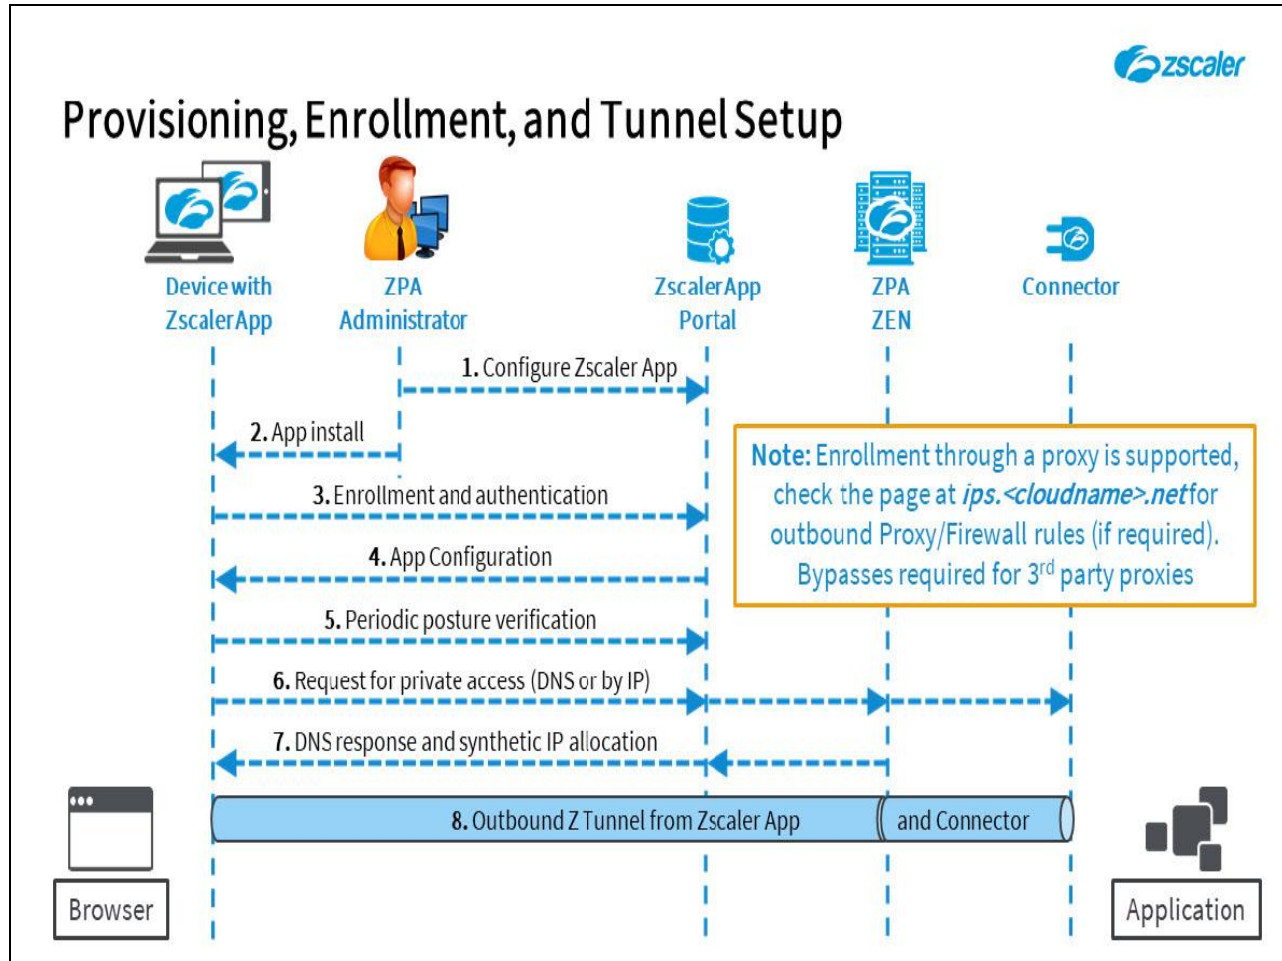 zscaler
Provisioning, Enrollment, and Tunnel Setup
Device with
ZscalerApp
ZPA
Administrator
ZscalerApp
Portal
ZPA
ZEN
Connector
1. Configure Zscaler App
2. App install
3. Enrollment and authentication
4. App Configuration
5. Periodic posture verification
6. Request for private access (DNS or by IP)
7. DNS response and synthetic IP allocation
8. Outbound Z Tunnel from Zscaler App and Connector
Note: Enrollment through a proxy is supported,
check the page at ips.<cloudname>.net for
outbound Proxy/Firewall rules (if required).
Bypasses required for 3rd party proxies
Browser
Application